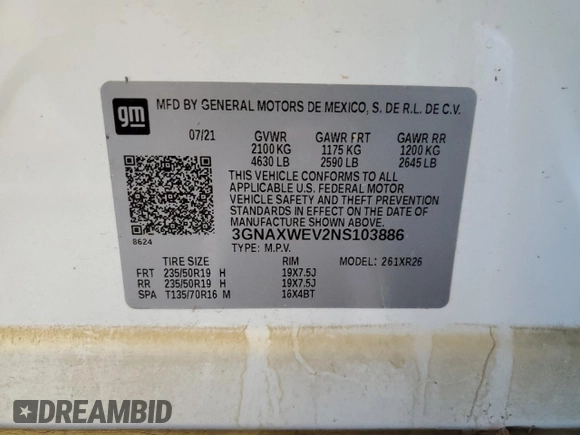 gm
MFD BY GENERAL MOTORS DE MEXICO, S. DE R.L. DE C.V.
07/21 GVWR GAWR FRT GAWR RR
2100 KG 1175 KG 1200 KG
4630 LB 2590 LB 2645 LB
THIS VEHICLE CONFORMS TO ALL
APPLICABLE U.S. FEDERAL MOTOR
VEHICLE SAFETY AND THEFT PREVENTION
STANDARDS IN EFFECT ON THE DATE OF
MANUFACTURE SHOWN ABOVE.
8624
3GNAXWEV2NS103886
TYPE: M.P.V.
TIRE SIZE RIM MODEL: 261XR26
FRT 235/50R19 H 19X7.5J
RR 235/50R19 H 19X7.5J
SPA T135/70R16 M 16X4BT
DREAMBID